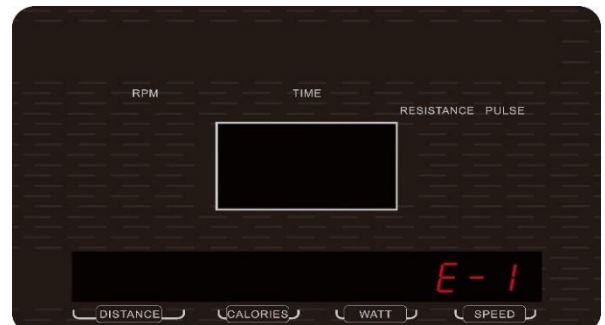 RPM TIME
RESISTANCE PULSE
E-1
DISTANCE CALORIES WATT SPEED